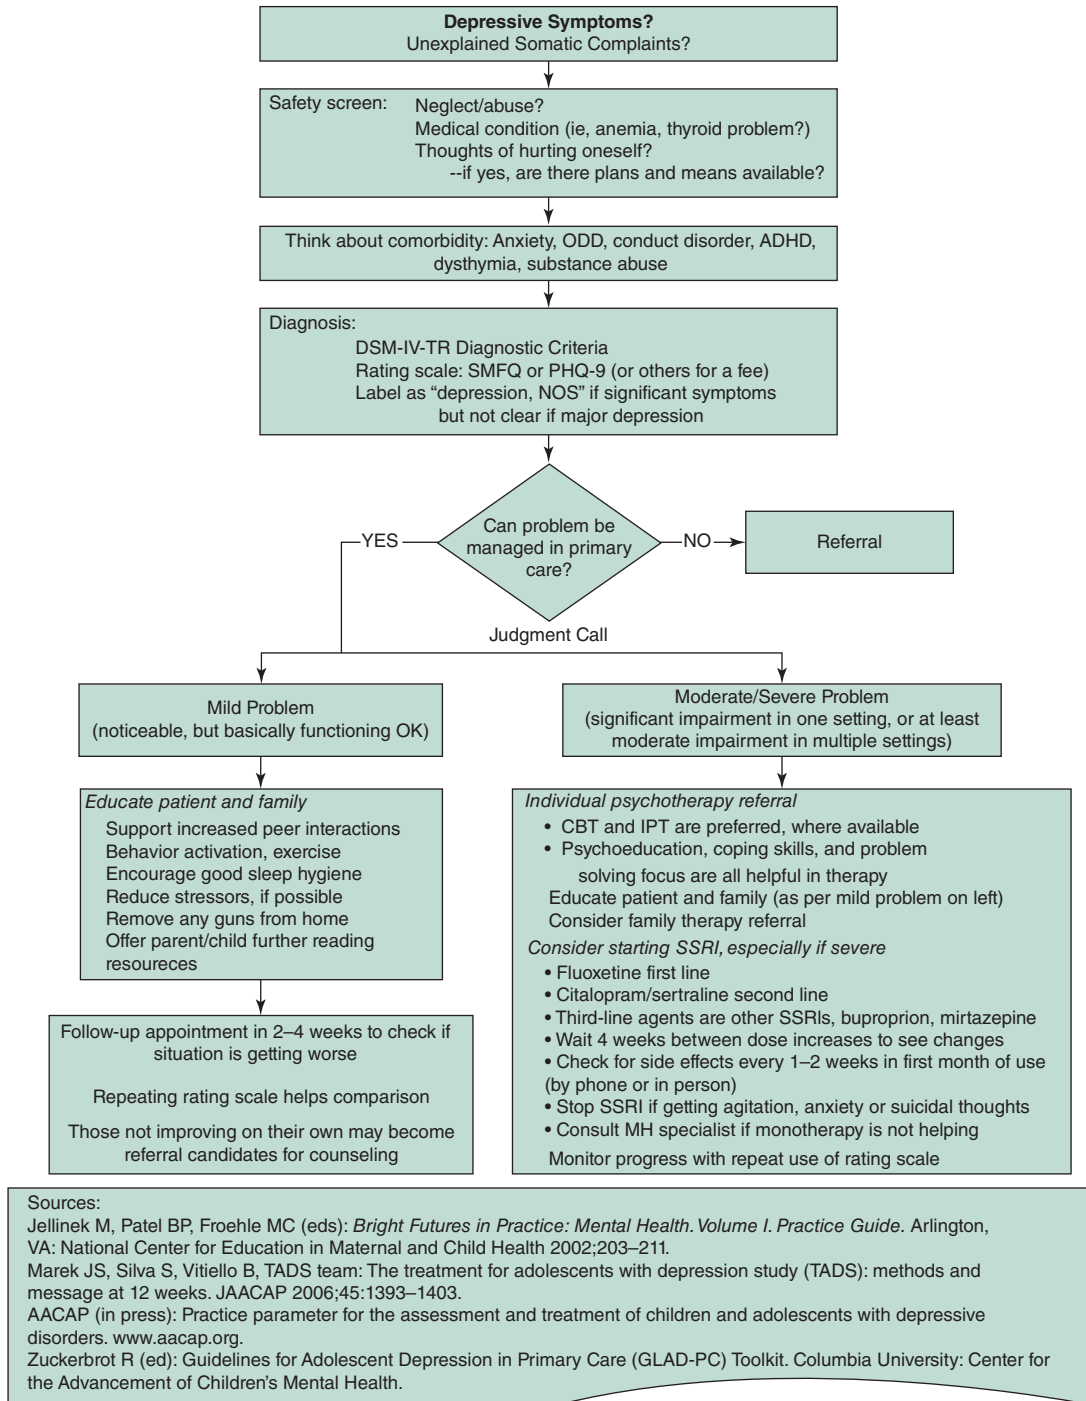 Depressive Symptoms?
Unexplained Somatic Complaints?
Safety screen: Neglect/abuse?
Medical condition (ie, anemia, thyroid problem?)
Thoughts of hurting oneself?
--if yes, are there plans and means available?
Think about comorbidity: Anxiety, ODD, conduct disorder, ADHD,
dysthymia, substance abuse
Diagnosis:
DSM-IV-TR Diagnostic Criteria
Rating scale: SMFQ or PHQ-9 (or others for a fee)
Label as “depression, NOS” if significant symptoms
but not clear if major depression
Can problem be
managed in primary
care?
YES
NO
Referral
Judgment Call
Mild Problem
(noticeable, but basically functioning OK)
Educate patient and family
Support increased peer interactions
Behavior activation, exercise
Encourage good sleep hygiene
Reduce stressors, if possible
Remove any guns from home
Offer parent/child further reading
resoureces
Follow-up appointment in 2–4 weeks to check if
situation is getting worse
Repeating rating scale helps comparison
Those not improving on their own may become
referral candidates for counseling
Moderate/Severe Problem
(significant impairment in one setting, or at least
moderate impairment in multiple settings)
Individual psychotherapy referral
• CBT and IPT are preferred, where available
• Psychoeducation, coping skills, and problem
solving focus are all helpful in therapy
Educate patient and family (as per mild problem on left)
Consider family therapy referral
Consider starting SSRI, especially if severe
• Fluoxetine first line
• Citalopram/sertraline second line
• Third-line agents are other SSRIs, buproprion, mirtazepine
• Wait 4 weeks between dose increases to see changes
• Check for side effects every 1–2 weeks in first month of use
(by phone or in person)
• Stop SSRI if getting agitation, anxiety or suicidal thoughts
• Consult MH specialist if monotherapy is not helping
Monitor progress with repeat use of rating scale
Sources:
Jellinek M, Patel BP, Froehle MC (eds): Bright Futures in Practice: Mental Health. Volume I. Practice Guide. Arlington,
VA: National Center for Education in Maternal and Child Health 2002;203–211.
Marek JS, Silva S, Vitiello B, TADS team: The treatment for adolescents with depression study (TADS): methods and
message at 12 weeks. JAACAP 2006;45:1393–1403.
AACAP (in press): Practice parameter for the assessment and treatment of children and adolescents with depressive
disorders. www.aacap.org.
Zuckerbrot R (ed): Guidelines for Adolescent Depression in Primary Care (GLAD-PC) Toolkit. Columbia University: Center for
the Advancement of Children’s Mental Health.